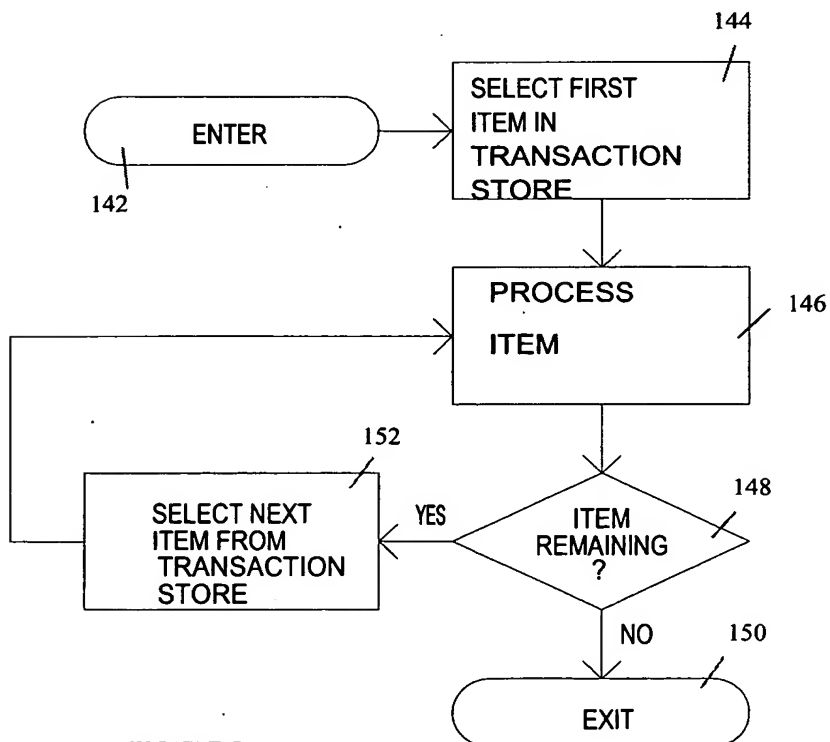 144
SELECT FIRST
ITEM IN
TRANSACTION
STORE
ENTER
142
PROCESS
ITEM
146
152
SELECT NEXT
ITEM FROM
TRANSACTION
STORE
YES
ITEM
REMAINING
?
148
NO
150
EXIT